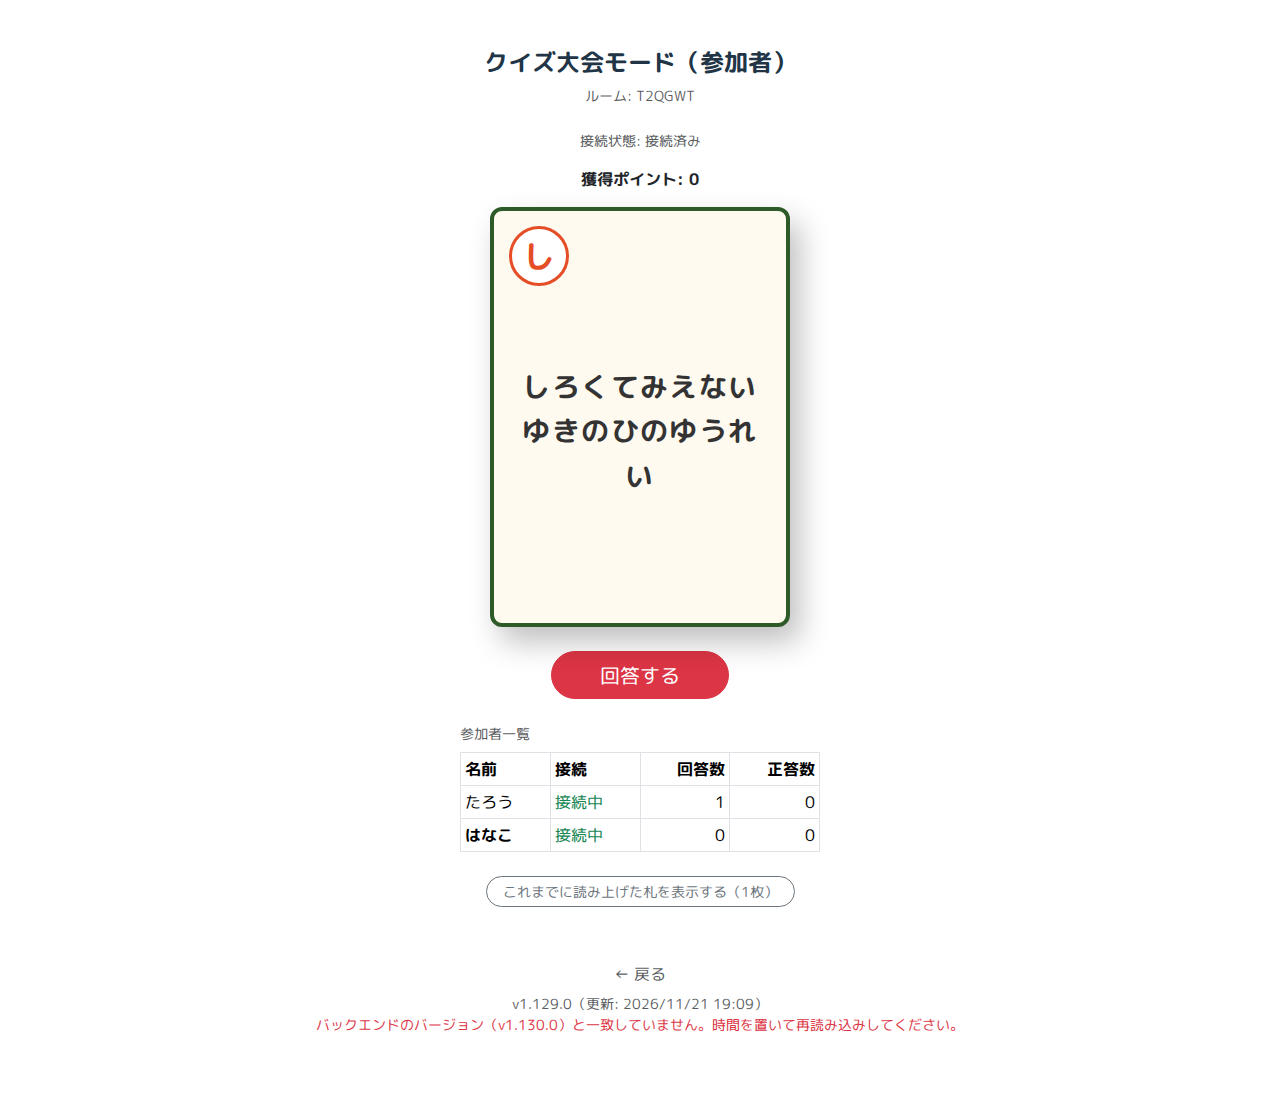 クイズ大会モード（参加者）
ルーム: T2QGWT
接続状態: 接続済み
獲得ポイント: 0
し
しろくてみえない
ゆきのひのゆうれ
い
回答する
参加者一覧
名前 接続 回答数 正答数
たろう 接続中 1 0
はなこ 接続中 0 0
これまでに読み上げた札を表示する（1枚）
← 戻る
v1.129.0（更新: 2026/11/21 19:09）
バックエンドのバージョン（v1.130.0）と一致していません。時間を置いて再読み込みしてください。